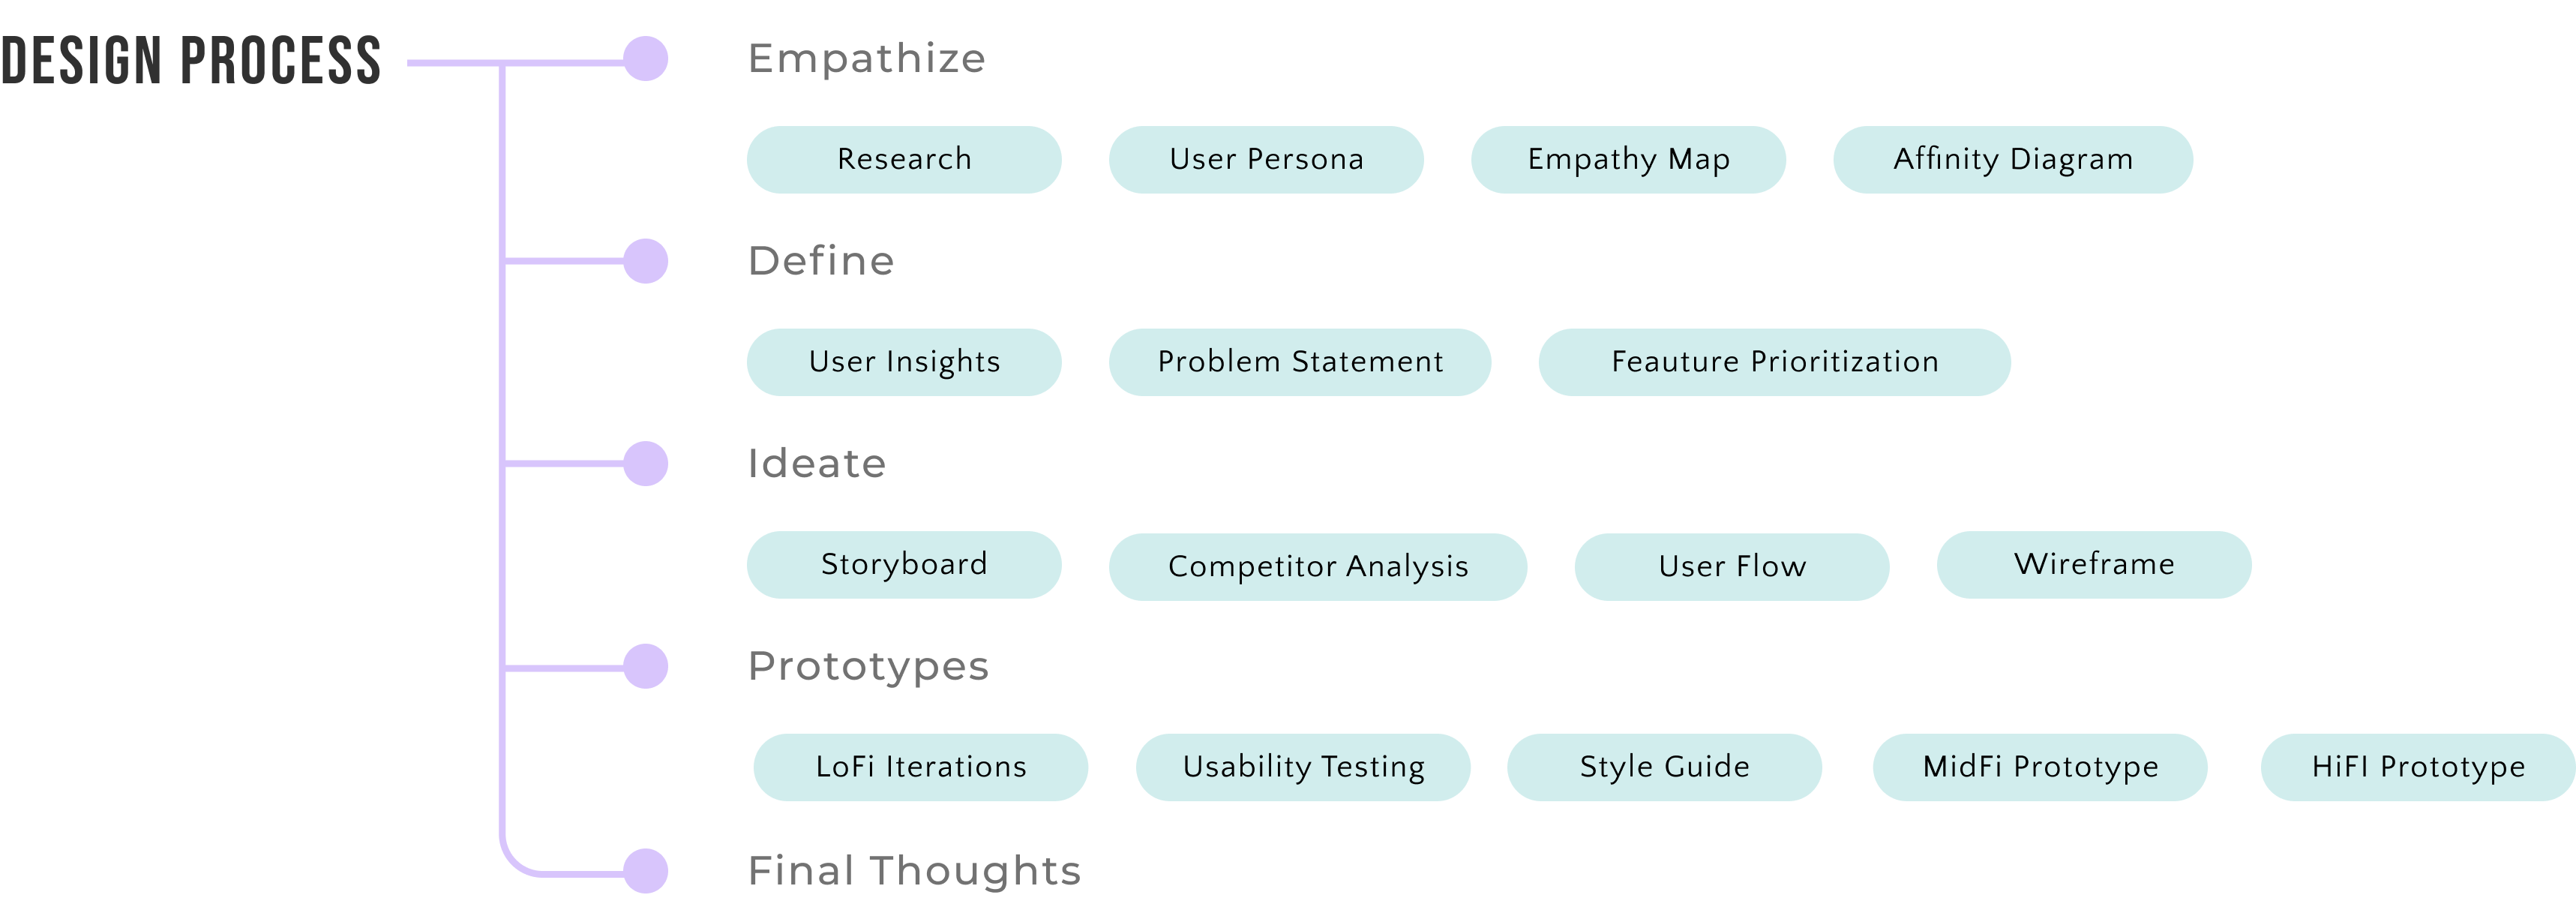 DESIGN PROCESS
Empathize
Research User Persona Empathy Map Affinity Diagram
Define
User Insights Problem Statement Feauture Prioritization
Ideate
Storyboard Competitor Analysis User Flow Wireframe
Prototypes
LoFi Iterations Usability Testing Style Guide MidFi Prototype HiFI Prototype
Final Thoughts